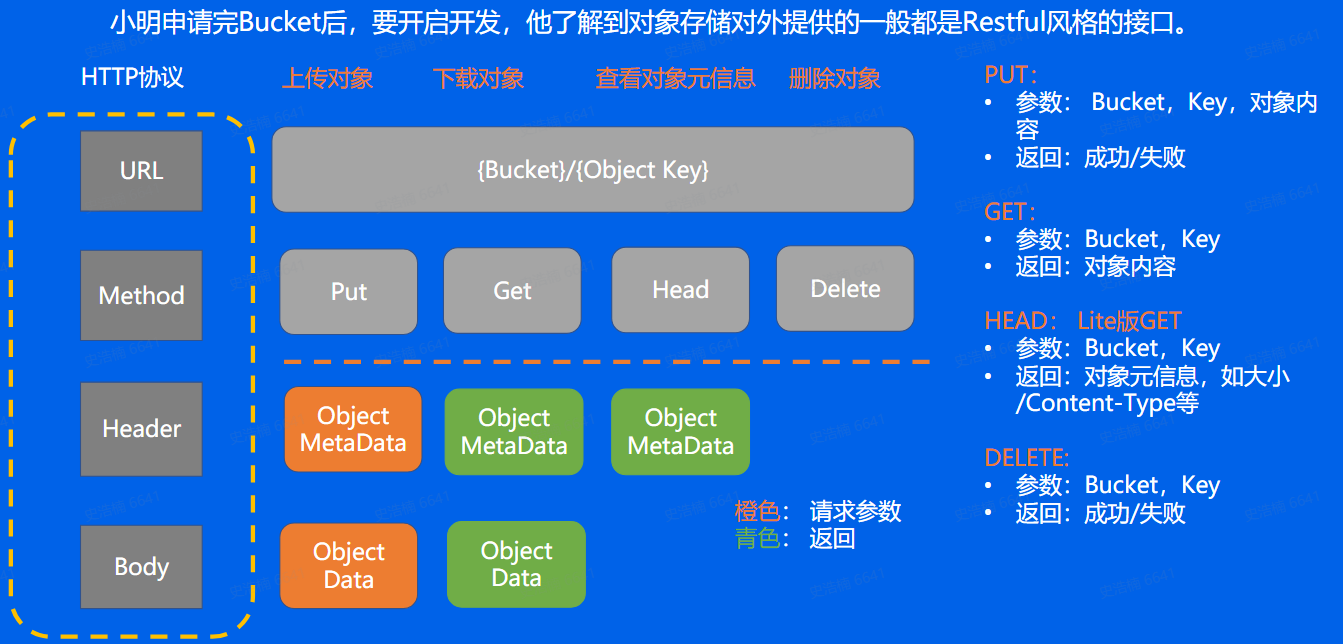 小明申请完Bucket后，要开启开发，他了解到对象存储对外提供的一般都是Restful风格的接口。
HTTP协议
上传对象
下载对象
查看对象元信息
删除对象
URL
{Bucket}/{Object Key}
Method
Put
Get
Head
Delete
Header
Object
MetaData
Object
MetaData
Object
MetaData
Body
Object
Data
Object
Data
橙色： 请求参数
青色： 返回
PUT：
• 参数： Bucket，Key，对象内
容
• 返回：成功/失败
GET：
• 参数：Bucket，Key
• 返回：对象内容
HEAD： Lite版GET
• 参数：Bucket，Key
• 返回：对象元信息，如大小
/Content-Type等
DELETE:
• 参数：Bucket，Key
• 返回：成功/失败